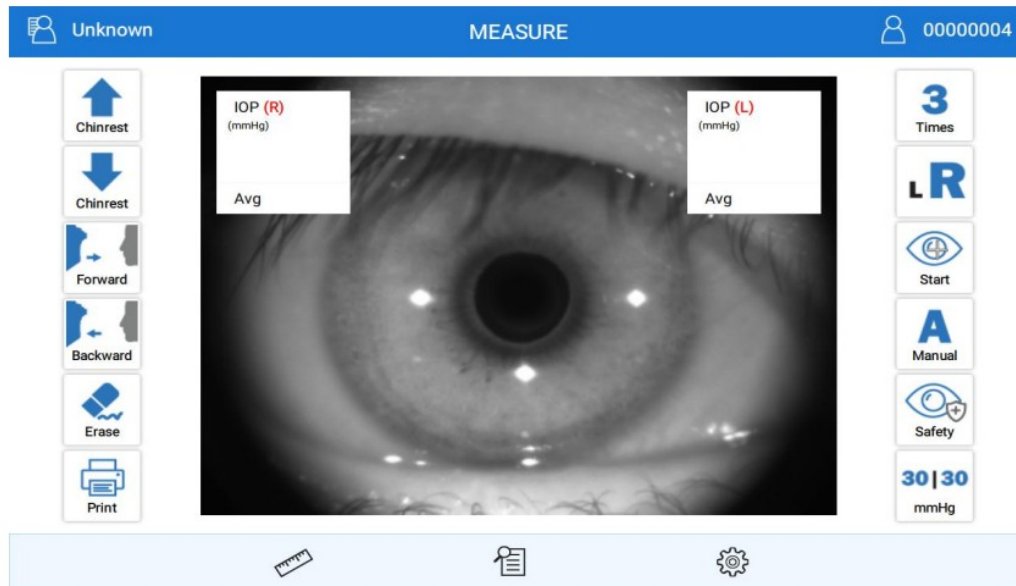 Unknown
MEASURE
00000004
Chinrest
Chinrest
Forward
Backward
Erase
Print
IOP (R)
(mmHg)
Avg
IOP (L)
(mmHg)
Avg
3
Times
L R
Start
A
Manual
Safety
30|30
mmHg